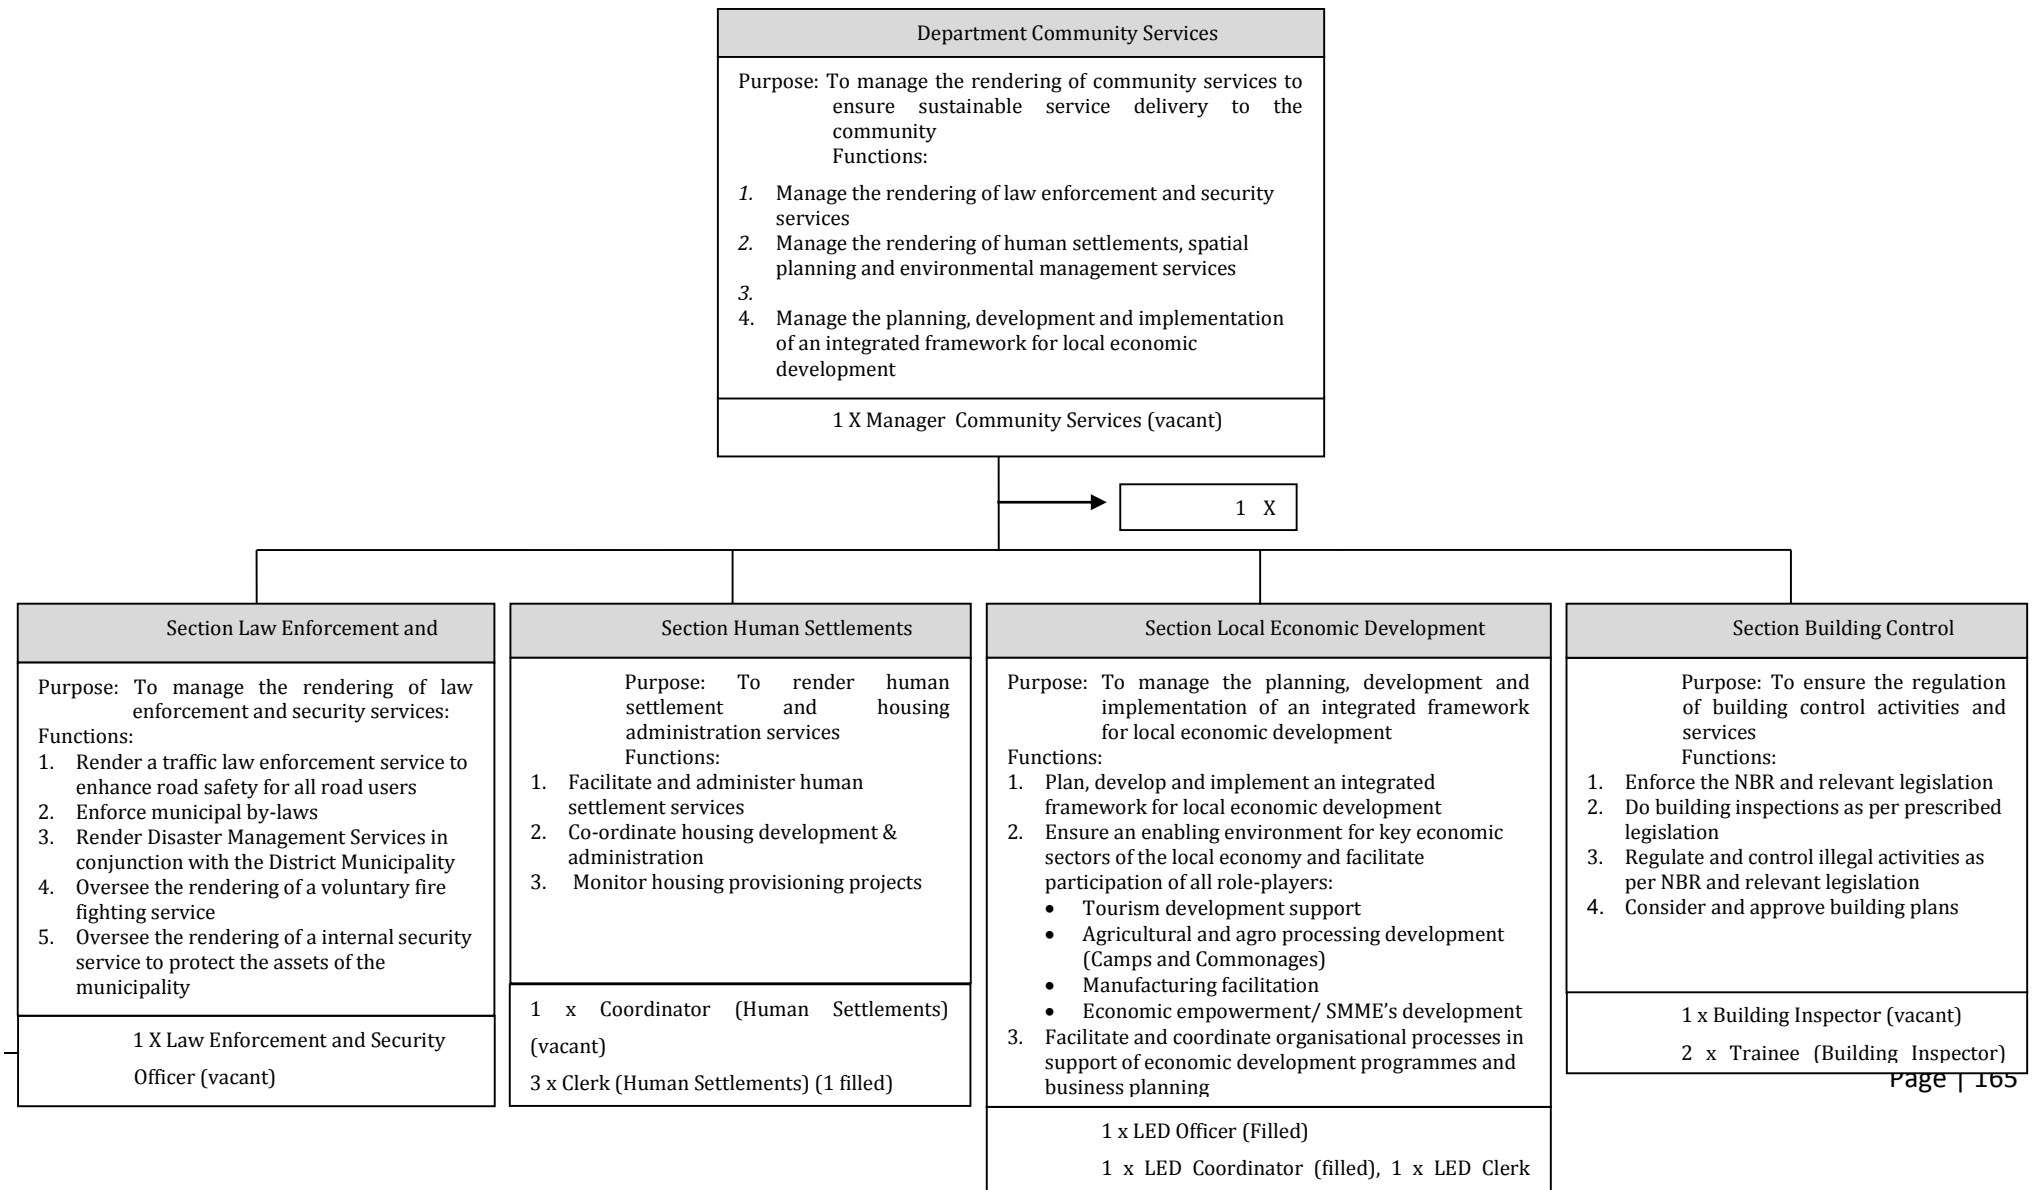 Department Community Services
Purpose: To manage the rendering of community services to
ensure sustainable service delivery to the
community
Functions:
1. Manage the rendering of law enforcement and security
services
2. Manage the rendering of human settlements, spatial
planning and environmental management services
3.
4. Manage the planning, development and implementation
of an integrated framework for local economic
development
1 X Manager Community Services (vacant)
1 X
Section Law Enforcement and
Purpose: To manage the rendering of law
enforcement and security services:
Functions:
1. Render a traffic law enforcement service to
enhance road safety for all road users
2. Enforce municipal by-laws
3. Render Disaster Management Services in
conjunction with the District Municipality
4. Oversee the rendering of a voluntary fire
fighting service
5. Oversee the rendering of a internal security
service to protect the assets of the
municipality
1 X Law Enforcement and Security
Officer (vacant)
Section Human Settlements
Purpose: To render human
settlement and housing
administration services
Functions:
1. Facilitate and administer human
settlement services
2. Co-ordinate housing development &
administration
3. Monitor housing provisioning projects
1 x Coordinator (Human Settlements)
(vacant)
3 x Clerk (Human Settlements) (1 filled)
Section Local Economic Development
Purpose: To manage the planning, development and
implementation of an integrated framework
for local economic development
Functions:
1. Plan, develop and implement an integrated
framework for local economic development
2. Ensure an enabling environment for key economic
sectors of the local economy and facilitate
participation of all role-players:
• Tourism development support
• Agricultural and agro processing development
(Camps and Commonages)
• Manufacturing facilitation
• Economic empowerment/ SMME's development
3. Facilitate and coordinate organisational processes in
support of economic development programmes and
business planning
1 x LED Officer (Filled)
1 x LED Coordinator (filled), 1 x LED Clerk
Section Building Control
Purpose: To ensure the regulation
of building control activities and
services
Functions:
1. Enforce the NBR and relevant legislation
2. Do building inspections as per prescribed
legislation
3. Regulate and control illegal activities as
per NBR and relevant legislation
4. Consider and approve building plans
1 x Building Inspector (vacant)
2 x Trainee (Building Inspector)
Page | 165